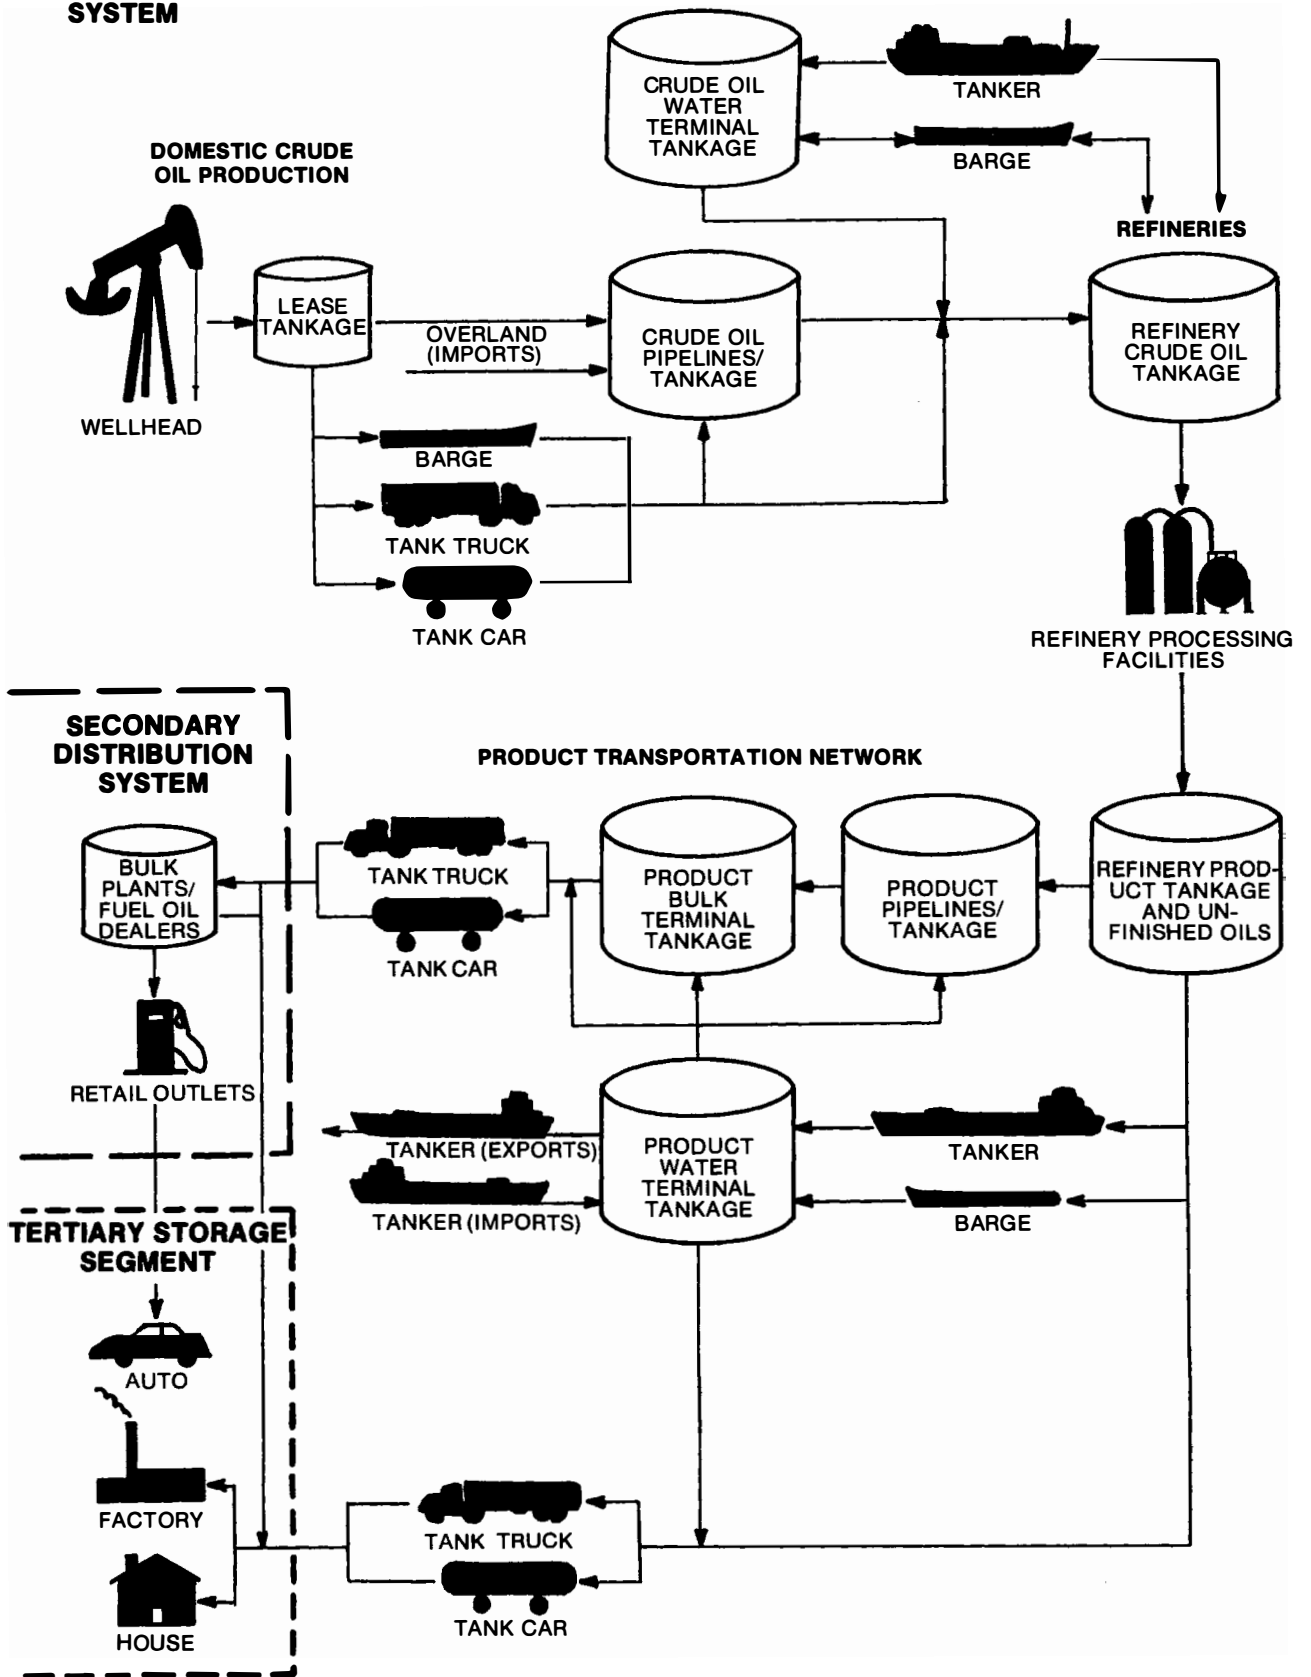 SYSTEM
CRUDE OIL
WATER
TERMINAL
TANKAGE
TANKER
BARGE
DOMESTIC CRUDE
OIL PRODUCTION
REFINERIES
LEASE
TANKAGE
OVERLAND
(IMPORTS)
CRUDE OIL
PIPELINES/
TANKAGE
REFINERY
CRUDE OIL
TANKAGE
WELLHEAD
BARGE
TANK TRUCK
TANK CAR
REFINERY PROCESSING
FACILITIES
SECONDARY
DISTRIBUTION
SYSTEM
PRODUCT TRANSPORTATION NETWORK
BULK
PLANTS/
FUEL OIL
DEALERS
TANK TRUCK
TANK CAR
PRODUCT
BULK
TERMINAL
TANKAGE
PRODUCT
PIPELINES/
TANKAGE
REFINERY PROD-
UCT TANKAGE
AND UN-
FINISHED OILS
RETAIL OUTLETS
TANKER (EXPORTS)
TANKER (IMPORTS)
PRODUCT
WATER
TERMINAL
TANKAGE
TANKER
BARGE
TERTIARY STORAGE
SEGMENT
AUTO
FACTORY
HOUSE
TANK TRUCK
TANK CAR